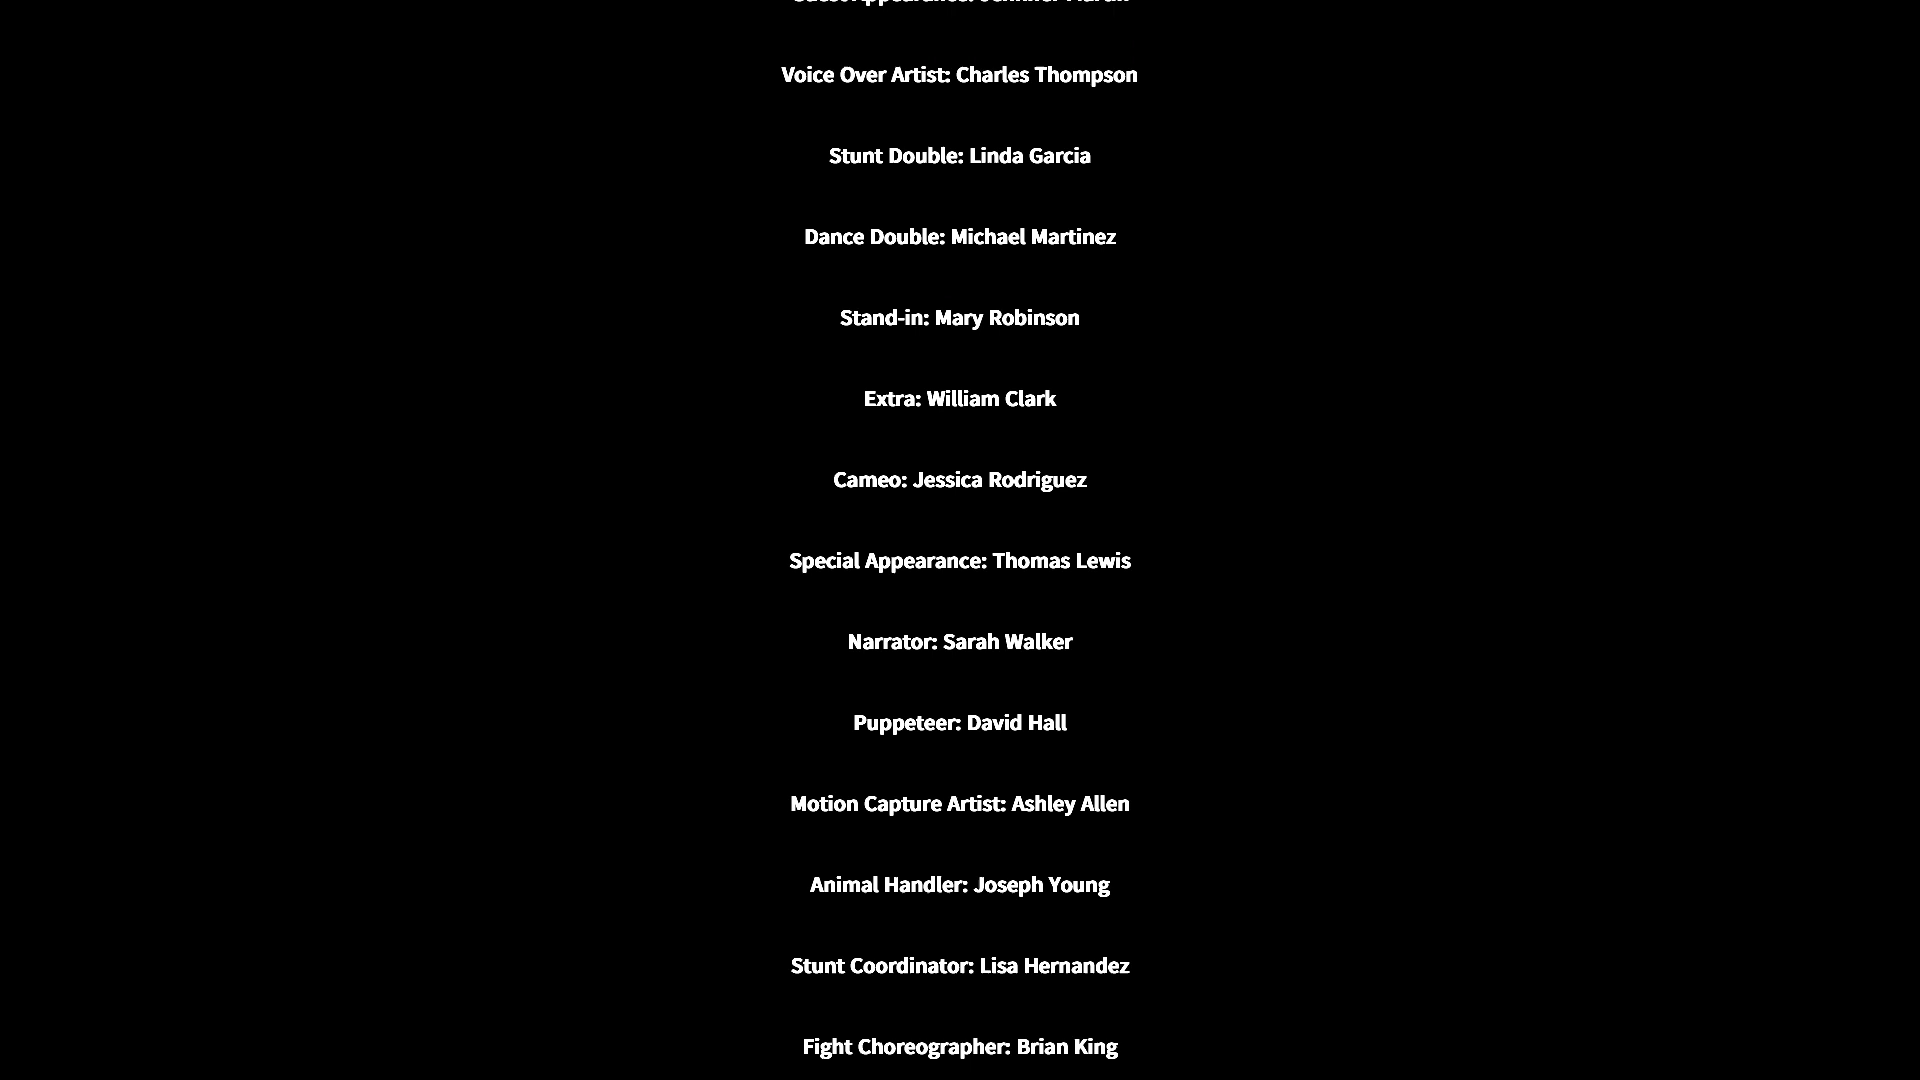 Voice Over Artist: Charles Thompson
Stunt Double: Linda Garcia
Dance Double: Michael Martinez
Stand-in: Mary Robinson
Extra: William Clark
Cameo: Jessica Rodriguez
Special Appearance: Thomas Lewis
Narrator: Sarah Walker
Puppeteer: David Hall
Motion Capture Artist: Ashley Allen
Animal Handler: Joseph Young
Stunt Coordinator: Lisa Hernandez
Fight Choreographer: Brian King